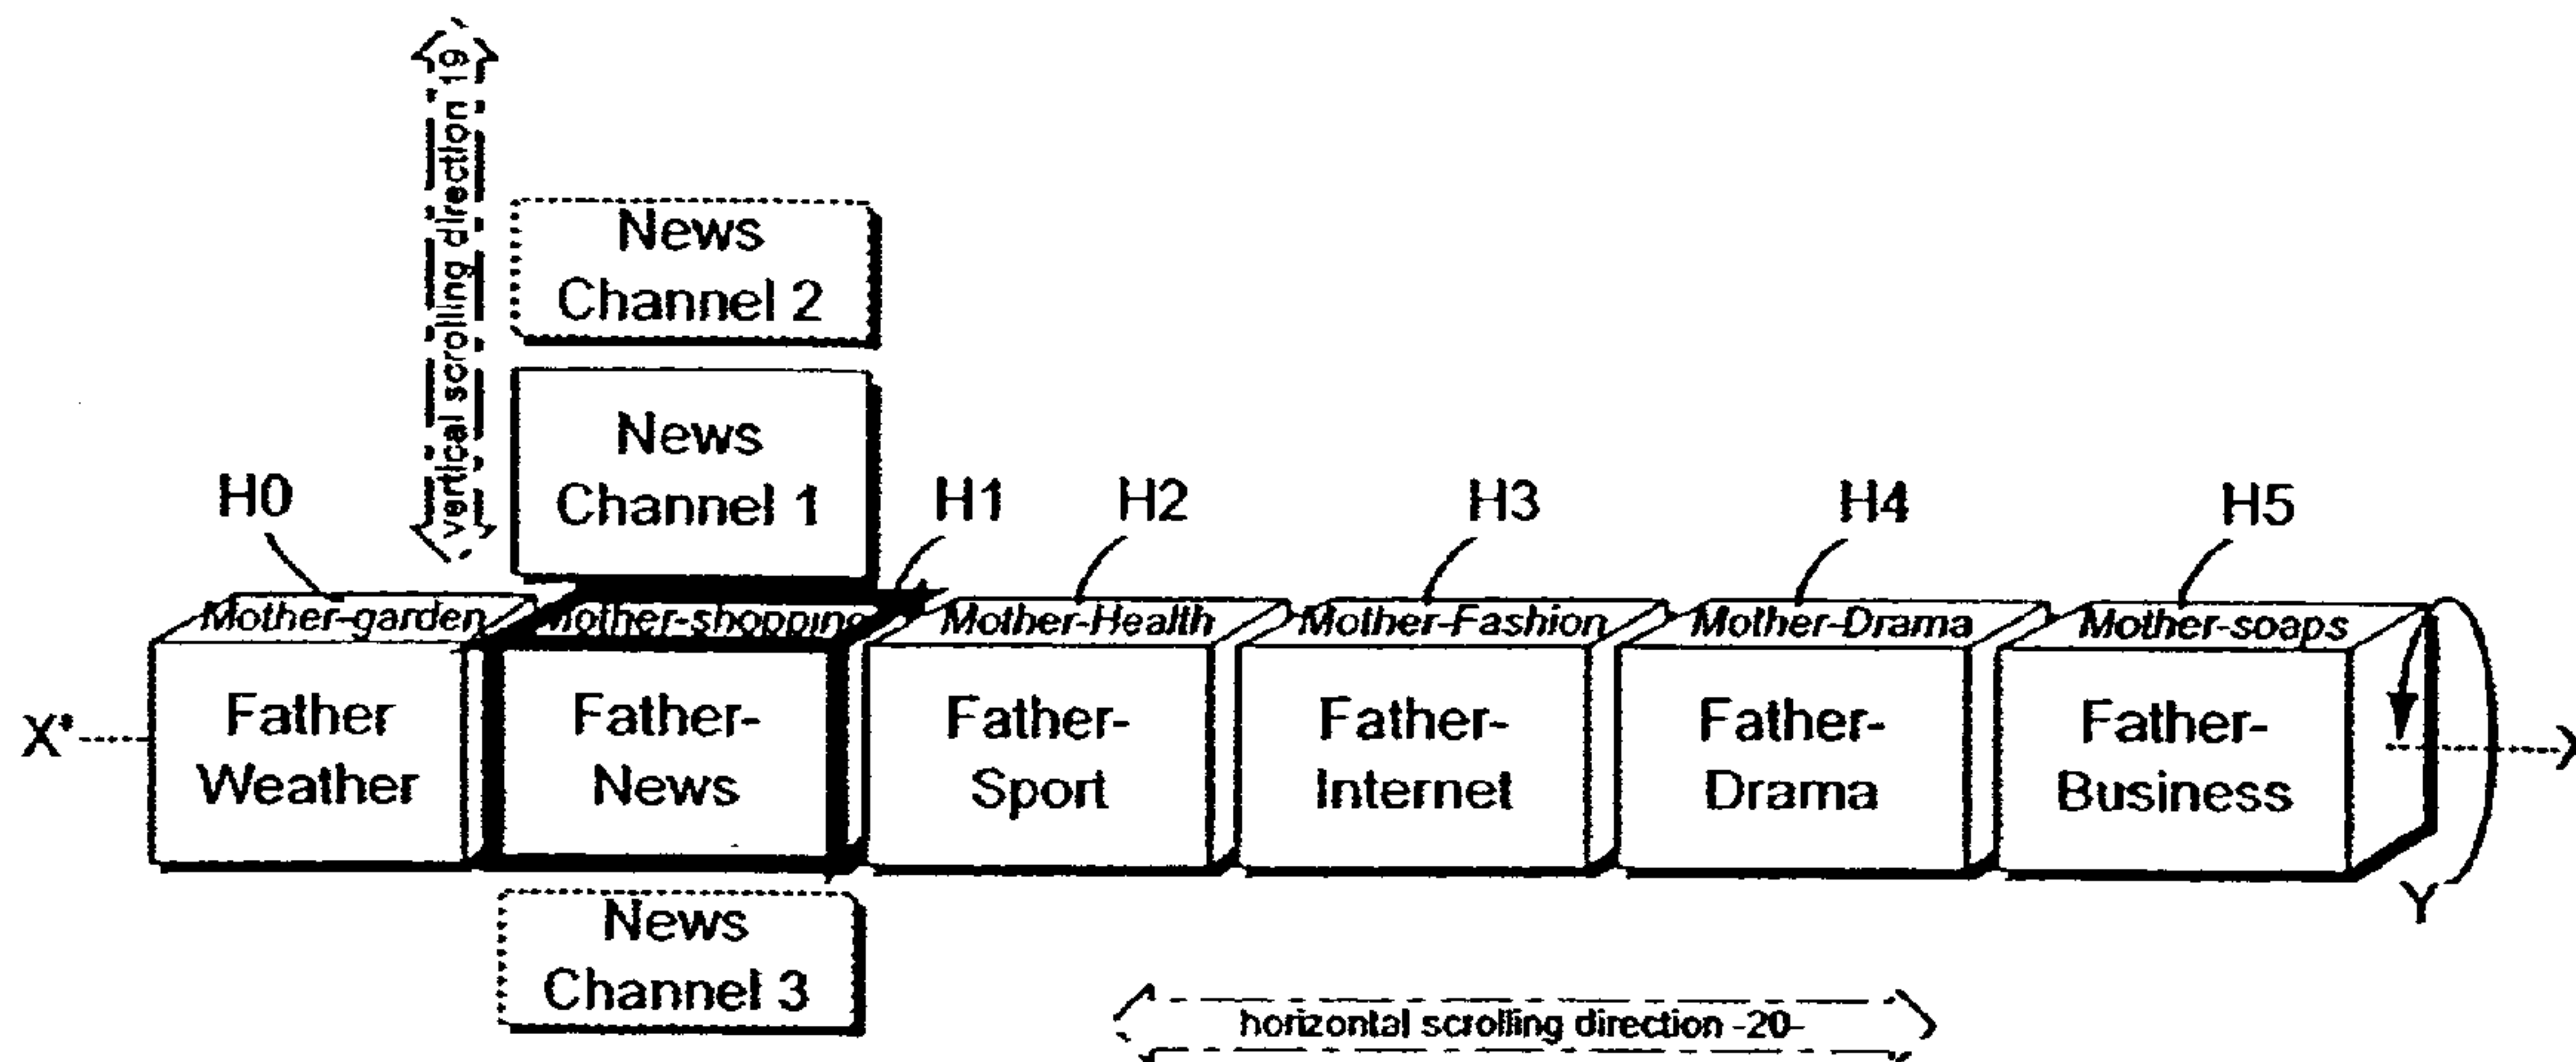 vertical scrolling direction 19
News
Channel 2
News
Channel 1
H0
H1
H2
H3
H4
H5
Mother-garden
Mother-shopping
Mother-Health
Mother-Fashion
Mother-Drama
Mother-soaps
X'
Father
Weather
Father-
News
Father-
Sport
Father-
Internet
Father-
Drama
Father-
Business
X
Y
News
Channel 3
horizontal scrolling direction -20-